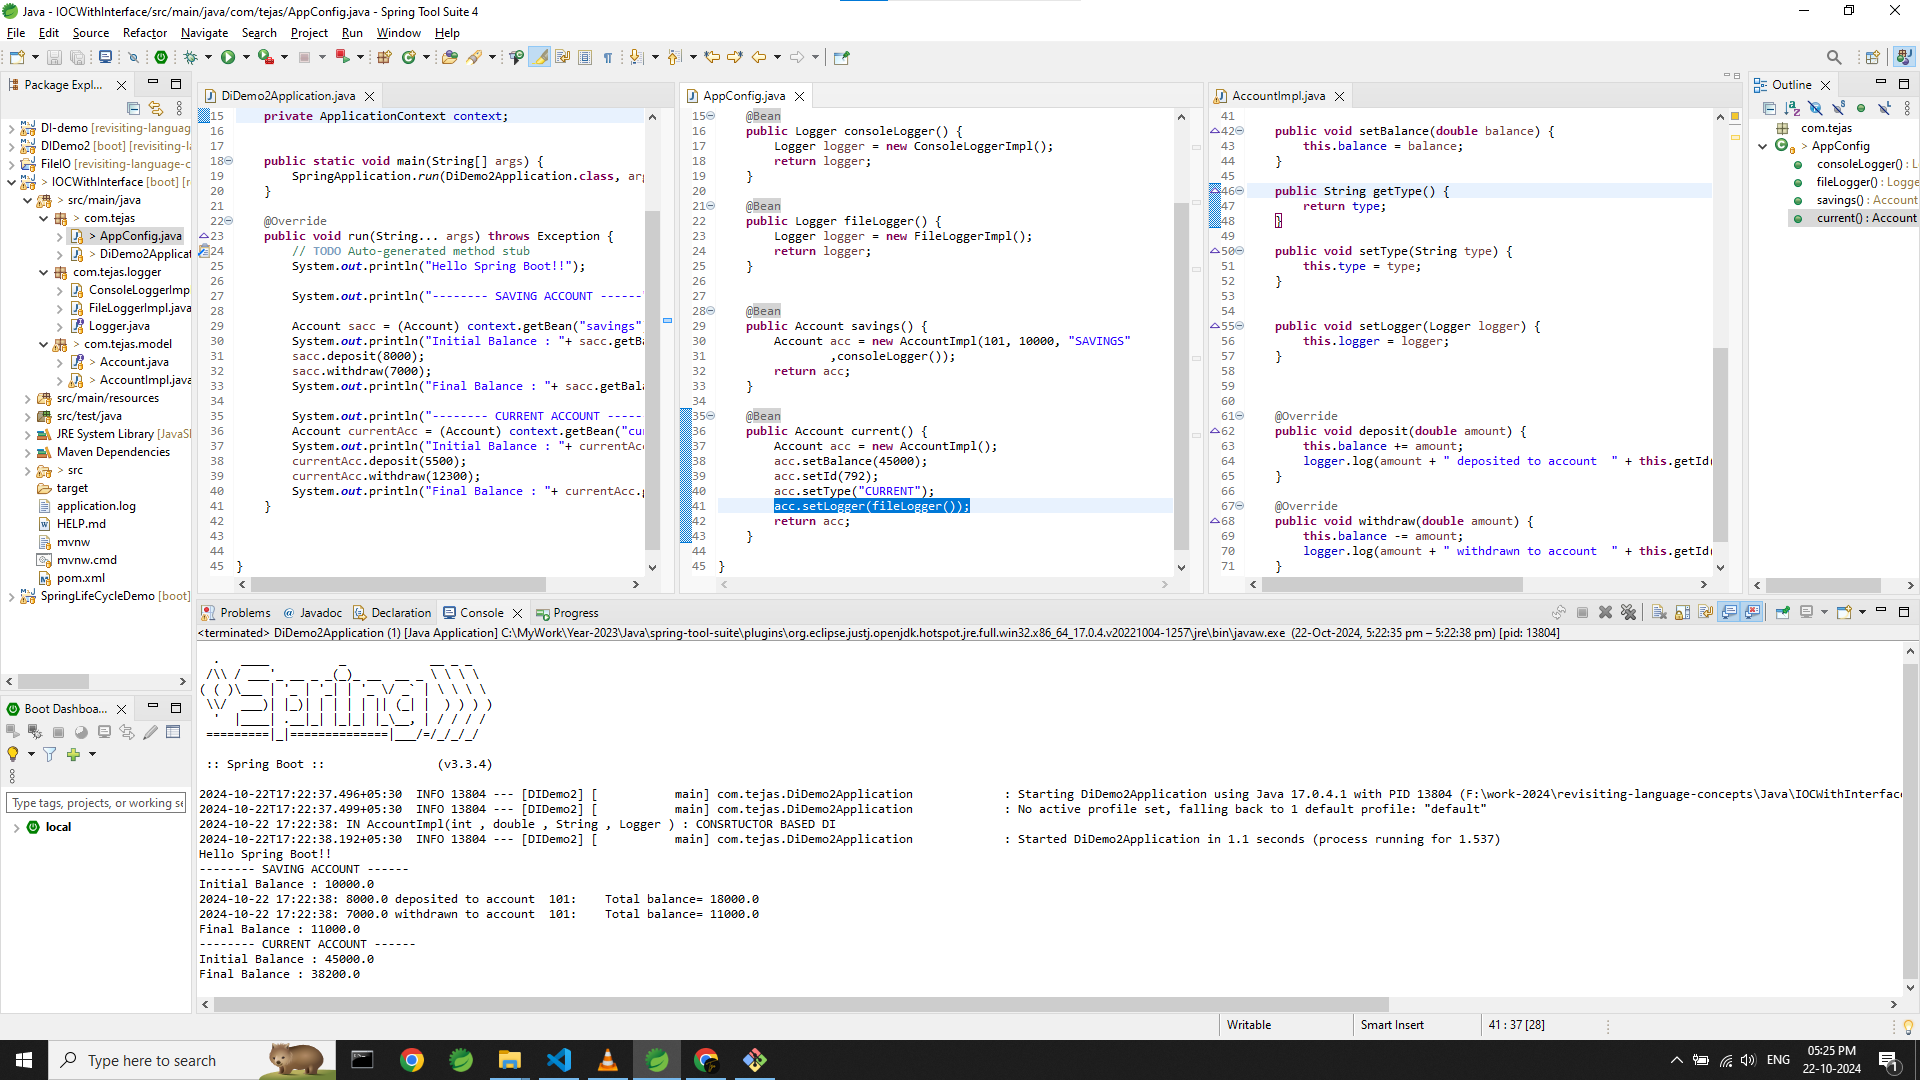 Java - IOCWithInterface/src/main/java/com/tejas/AppConfig.java - Spring Tool Suite 4
File Edit Source Refactor Navigate Search Project Run Window Help
Package Expl...
DI-demo [revisiting-language
DIDemo2 [boot] [revisiting-l
FileIO [revisiting-language-c
> IOCWithInterface [boot] [r
> src/main/java
> com.tejas
> AppConfig.java
> DiDemo2Applicat
> com.tejas.logger
> ConsoleLoggerImp
> FileLoggerImpl.java
> Logger.java
> com.tejas.model
> Account.java
> AccountImpl.java
src/main/resources
src/test/java
JRE System Library [JavaS
Maven Dependencies
> src
target
application.log
HELP.md
mvnw
mvnw.cmd
pom.xml
SpringLifeCycleDemo [boot]
DiDemo2Application.java
15 private ApplicationContext context;
16
17
18 public static void main(String[] args) {
19 SpringApplication.run(DiDemo2Application.class, arg
20 }
21
22 @Override
23 public void run(String... args) throws Exception {
24 // TODO Auto-generated method stub
25 System.out.println("Hello Spring Boot!!");
26
27 System.out.println("-------- SAVING ACCOUNT ------"
28
29 Account sacc = (Account) context.getBean("savings"
30 System.out.println("Initial Balance : "+ sacc.getBa
31 sacc.deposit(8000);
32 sacc.withdraw(7000);
33 System.out.println("Final Balance : "+ sacc.getBala
34
35 System.out.println("-------- CURRENT ACCOUNT -----
36 Account currentAcc = (Account) context.getBean("cu
37 System.out.println("Initial Balance : "+ currentAcc
38 currentAcc.deposit(5500);
39 currentAcc.withdraw(12300);
40 System.out.println("Final Balance : "+ currentAcc.g
41 }
42
43
44
45 }
AppConfig.java
15 @Bean
16 public Logger consoleLogger() {
17 Logger logger = new ConsoleLoggerImpl();
18 return logger;
19 }
20
21 @Bean
22 public Logger fileLogger() {
23 Logger logger = new FileLoggerImpl();
24 return logger;
25 }
26
27
28 @Bean
29 public Account savings() {
30 Account acc = new AccountImpl(101, 10000, "SAVINGS"
31 ,consoleLogger());
32 return acc;
33 }
34
35 @Bean
36 public Account current() {
37 Account acc = new AccountImpl();
38 acc.setBalance(45000);
39 acc.setId(792);
40 acc.setType("CURRENT");
41 acc.setLogger(fileLogger());
42 return acc;
43 }
44
45 }
AccountImpl.java
41
42 public void setBalance(double balance) {
43 this.balance = balance;
44 }
45
46 public String getType() {
47 return type;
48 }
49
50 public void setType(String type) {
51 this.type = type;
52 }
53
54
55 public void setLogger(Logger logger) {
56 this.logger = logger;
57 }
58
59
60
61 @Override
62 public void deposit(double amount) {
63 this.balance += amount;
64 logger.log(amount + " deposited to account " + this.getId(
65 }
66
67 @Override
68 public void withdraw(double amount) {
69 this.balance -= amount;
70 logger.log(amount + " withdrawn to account " + this.getId(
71 }
Outline
com.tejas
> AppConfig
consoleLogger() : L
fileLogger() : Logge
savings() : Account
current() : Account
Boot Dashboa...
Type tags, projects, or working se
local
Problems Javadoc Declaration Console Progress
<terminated> DiDemo2Application (1) [Java Application] C:\MyWork\Year-2023\Java\spring-tool-suite\plugins\org.eclipse.justj.openjdk.hotspot.jre.full.win32.x86_64_17.0.4.v20221004-1257\jre\bin\javaw.exe (22-Oct-2024, 5:22:35 pm – 5:22:38 pm) [pid: 13804]
:: Spring Boot :: (v3.3.4)
2024-10-22T17:22:37.496+05:30 INFO 13804 --- [DIDemo2] [ main] com.tejas.DiDemo2Application : Starting DiDemo2Application using Java 17.0.4.1 with PID 13804 (F:\work-2024\revisiting-language-concepts\Java\IOCWithInterface
2024-10-22T17:22:37.499+05:30 INFO 13804 --- [DIDemo2] [ main] com.tejas.DiDemo2Application : No active profile set, falling back to 1 default profile: "default"
2024-10-22 17:22:38: IN AccountImpl(int , double , String , Logger ) : CONSRTUCTOR BASED DI
2024-10-22T17:22:38.192+05:30 INFO 13804 --- [DIDemo2] [ main] com.tejas.DiDemo2Application : Started DiDemo2Application in 1.1 seconds (process running for 1.537)
Hello Spring Boot!!
-------- SAVING ACCOUNT ------
Initial Balance : 10000.0
2024-10-22 17:22:38: 8000.0 deposited to account 101: Total balance= 18000.0
2024-10-22 17:22:38: 7000.0 withdrawn to account 101: Total balance= 11000.0
Final Balance : 11000.0
-------- CURRENT ACCOUNT ------
Initial Balance : 45000.0
Final Balance : 38200.0
Writable Smart Insert 41 : 37 [28]
Type here to search
ENG
05:25 PM
22-10-2024
1